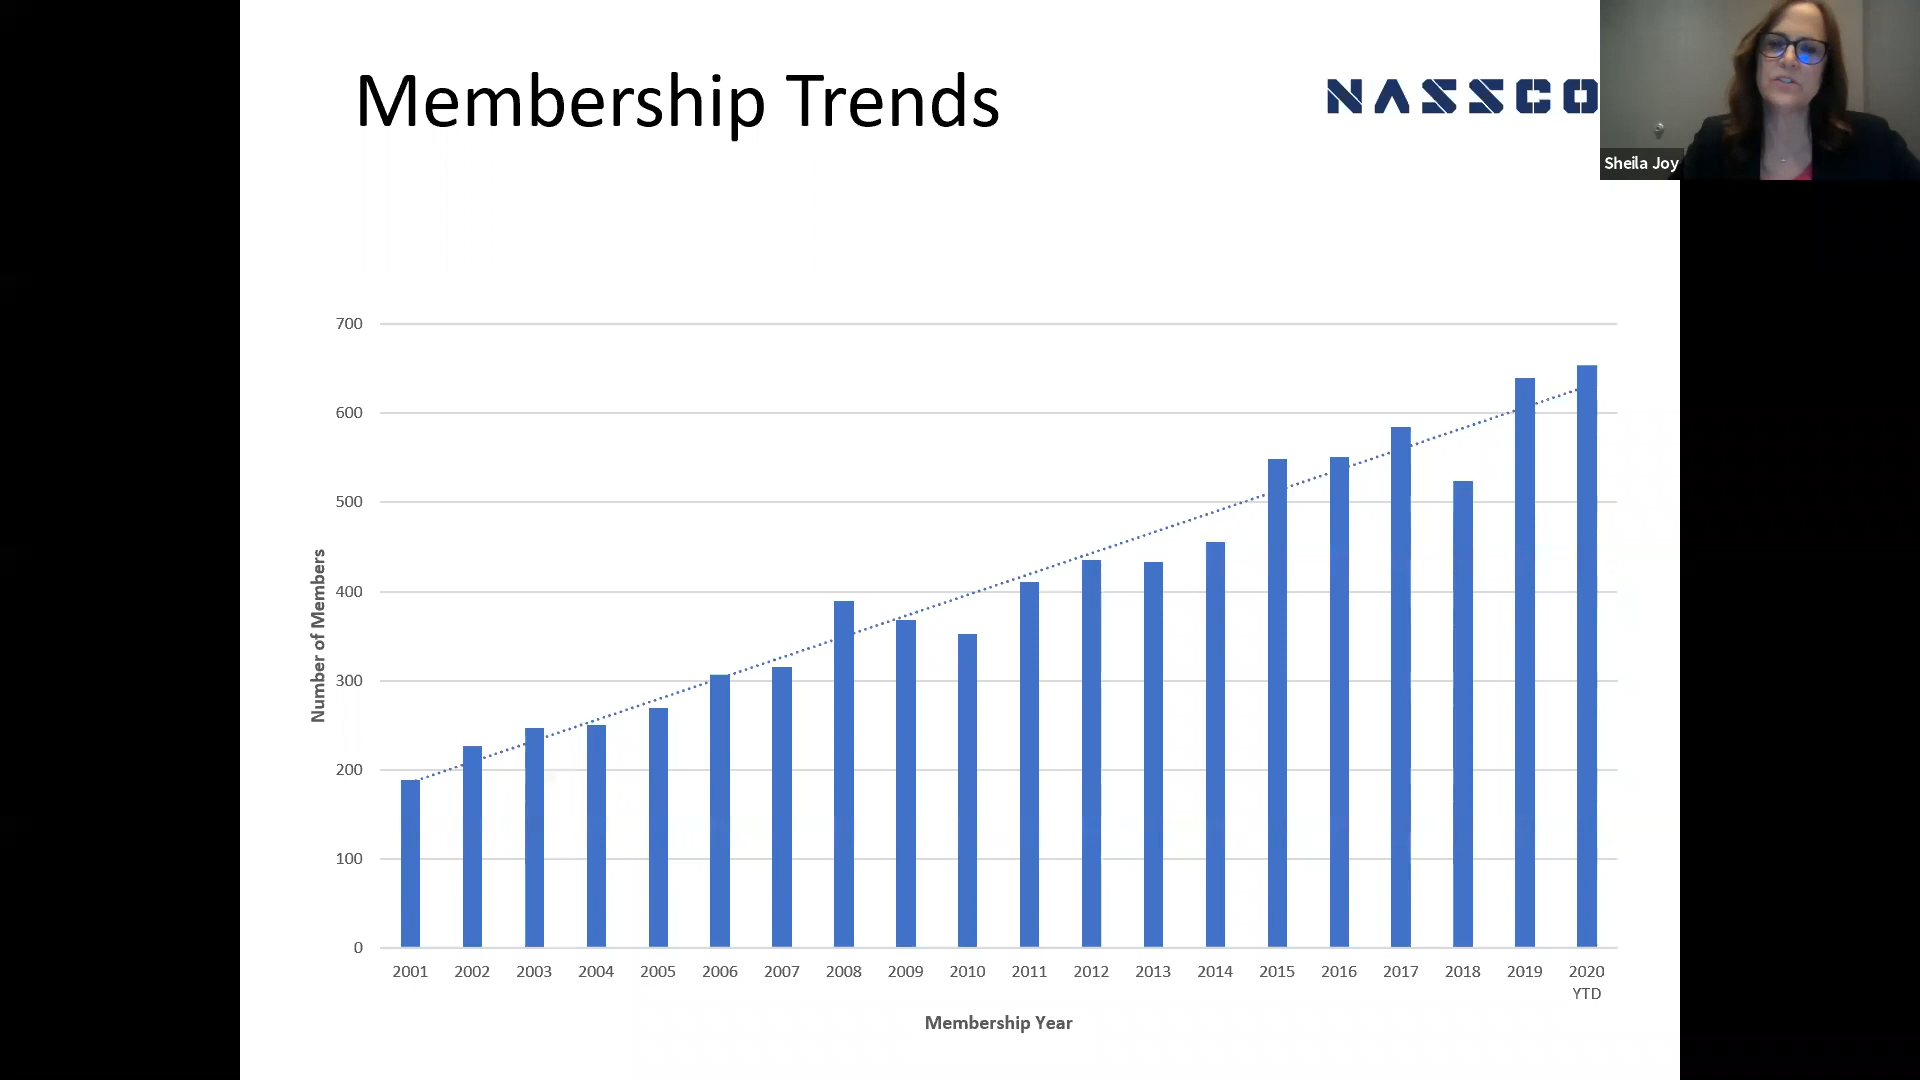 Membership Trends
NASSCO
Sheila Joy
700
600
500
400
300
200
100
0
Number of Members
2001 2002 2003 2004 2005 2006 2007 2008 2009 2010 2011 2012 2013 2014 2015 2016 2017 2018 2019 2020
YTD
Membership Year